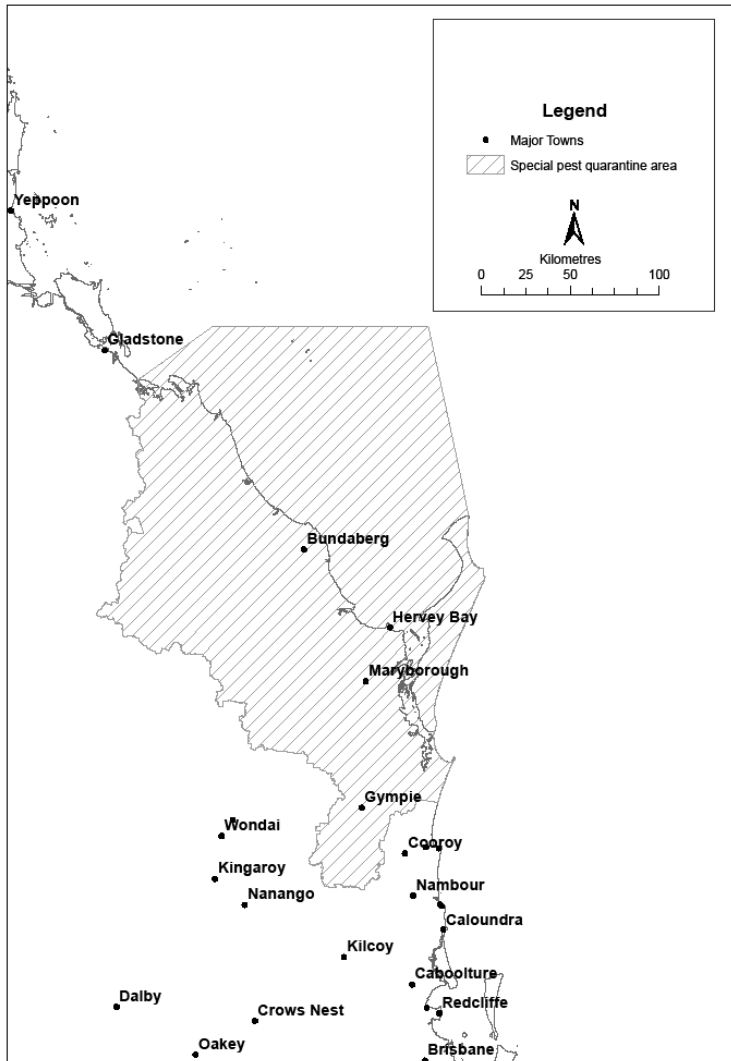 Legend
Major Towns
Special pest quarantine area
N
Kilometres
0 25 50 100
Yeppoon
Gladstone
Bundaberg
Hervey Bay
Maryborough
Gympie
Wondai
Cooroy
Kingaroy
Nanango
Nambour
Caloundra
Kilcoy
Caboolture
Dalby
Crows Nest
Redcliffe
Oakey
Brisbane